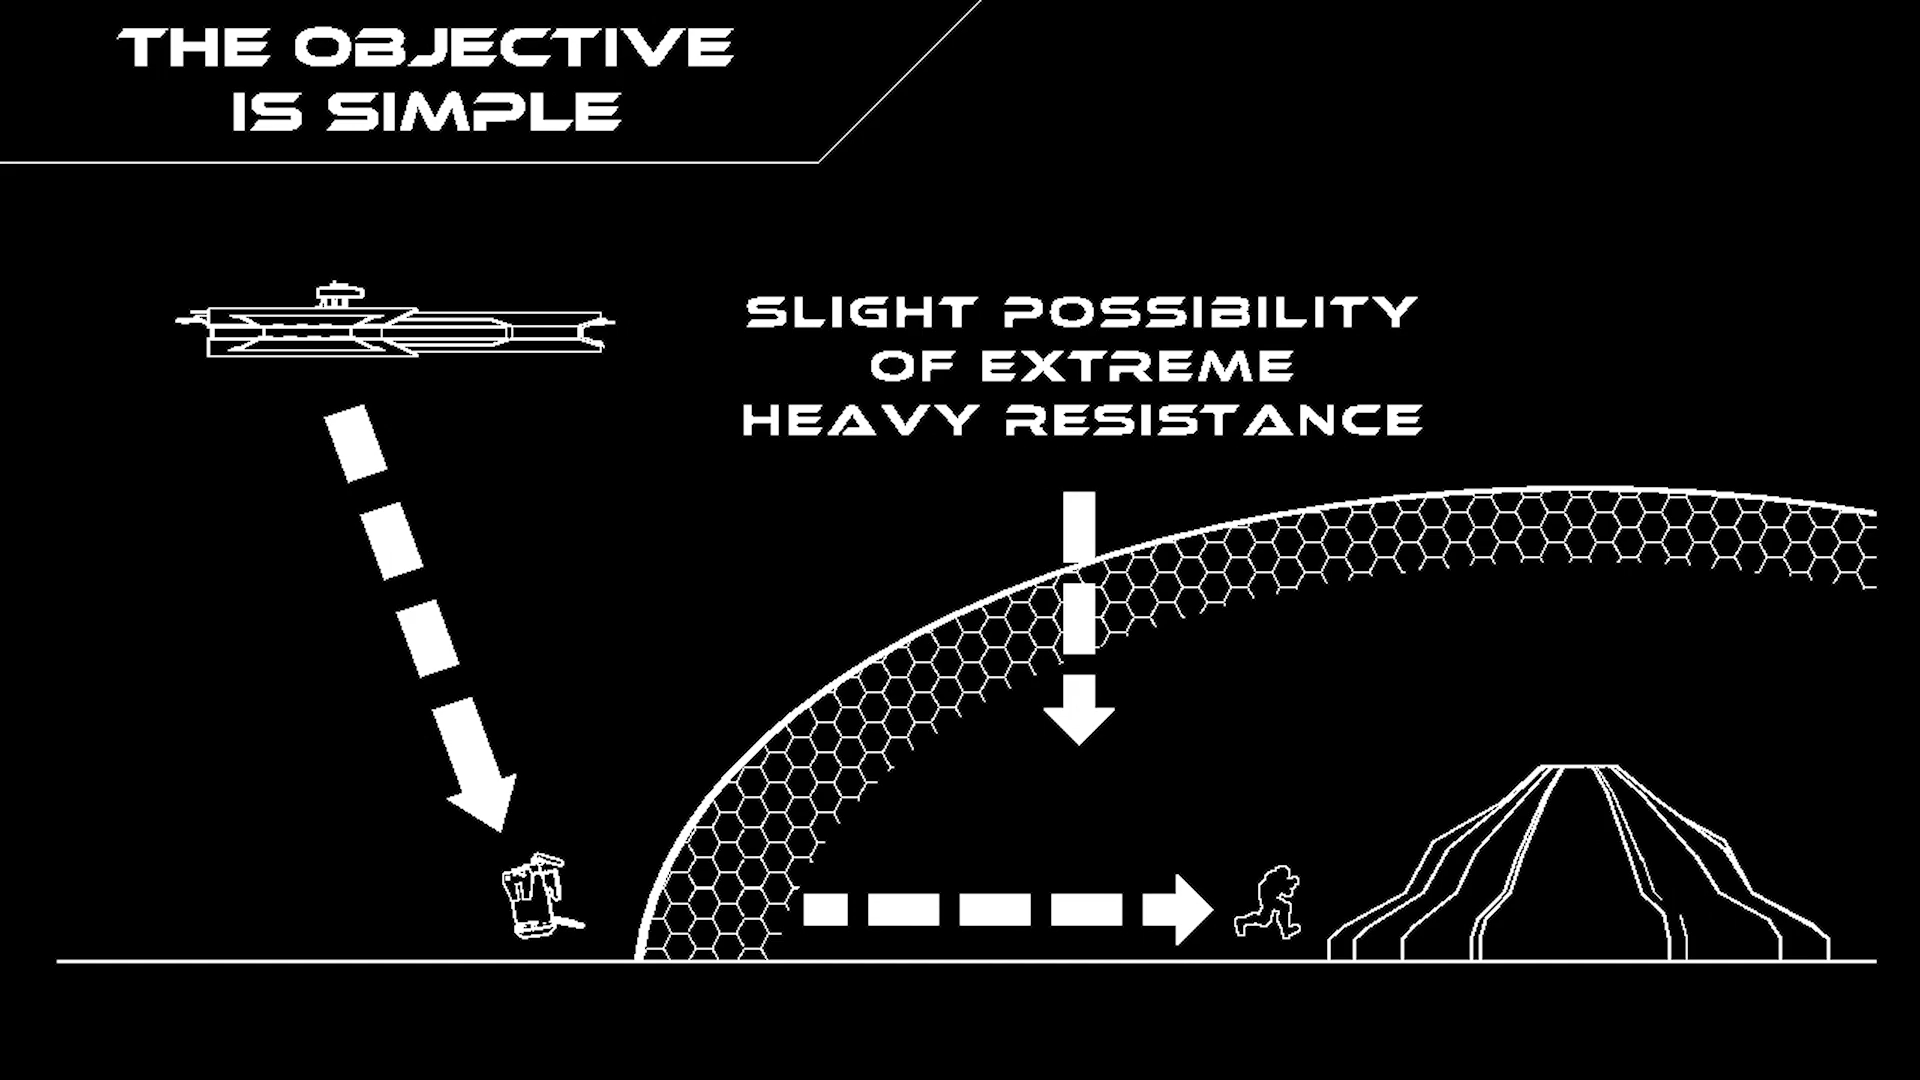 THE OBJECTIVE
IS SIMPLE
SLIGHT POSSIBILITY
OF EXTREME
HEAVY RESISTANCE